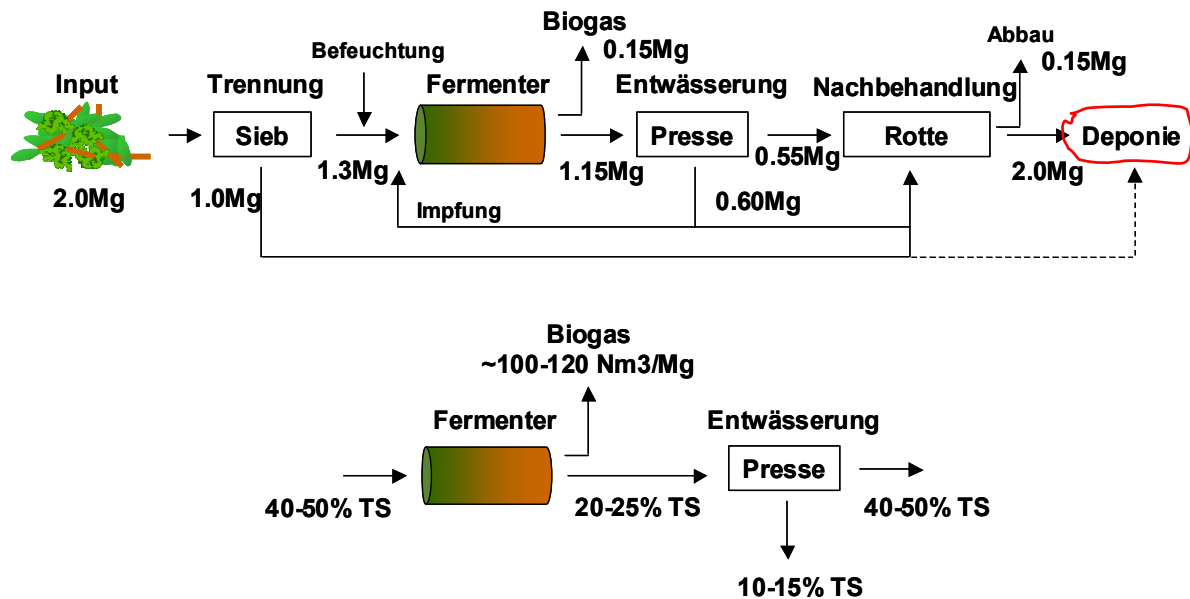 Biogas
0.15Mg
Abbau
0.15Mg
Befeuchtung
Input
Trennung
Fermenter
Entwässerung
Nachbehandlung
Sieb
Presse
Rotte
Deponie
2.0Mg
1.0Mg
1.3Mg
1.15Mg
0.55Mg
2.0Mg
Impfung
0.60Mg
Biogas
~100-120 Nm3/Mg
Fermenter
Entwässerung
Presse
40-50% TS
20-25% TS
40-50% TS
10-15% TS